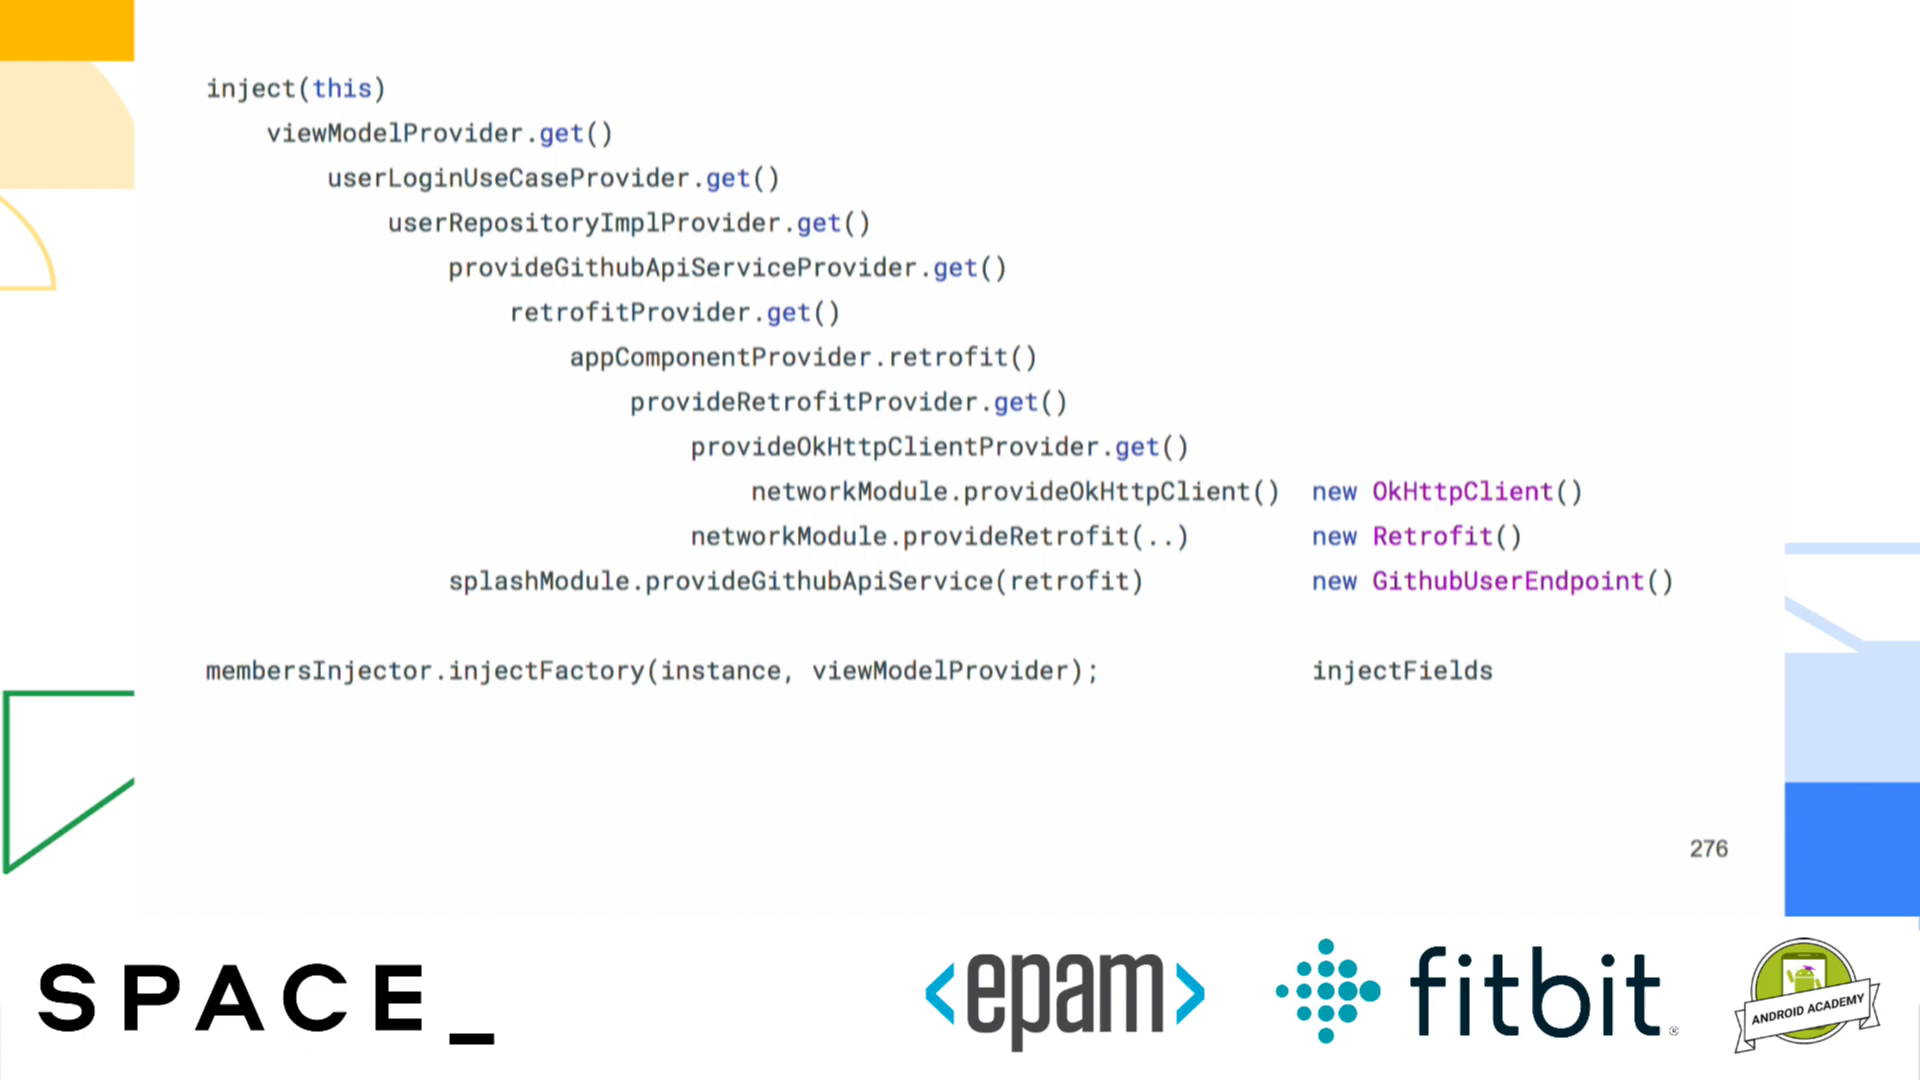 inject(this)
viewModelProvider.get()
userLoginUseCaseProvider.get()
userRepositoryImplProvider.get()
provideGithubApiServiceProvider.get()
retrofitProvider.get()
appComponentProvider.retrofit()
provideRetrofitProvider.get()
provideOkHttpClientProvider.get()
networkModule.provideOkHttpClient() new OkHttpClient()
networkModule.provideRetrofit(..) new Retrofit()
splashModule.provideGithubApiService(retrofit) new GithubUserEndpoint()
membersInjector.injectFactory(instance, viewModelProvider); injectFields
276
SPACE_ <epam> fitbit® ANDROID ACADEMY